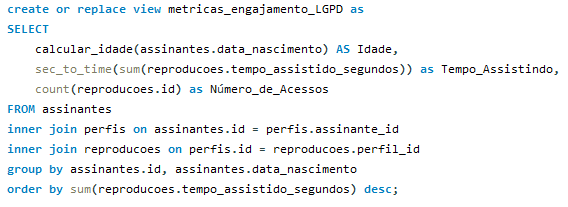 create or replace view metricas_engajamento_LGPD as
SELECT
calcular_idade(assinantes.data_nascimento) AS Idade,
sec_to_time(sum(reproducoes.tempo_assistido_segundos)) as Tempo_Assistindo,
count(reproducoes.id) as Número_de_Acessos
FROM assinantes
inner join perfis on assinantes.id = perfis.assinante_id
inner join reproducoes on perfis.id = reproducoes.perfil_id
group by assinantes.id, assinantes.data_nascimento
order by sum(reproducoes.tempo_assistido_segundos) desc;